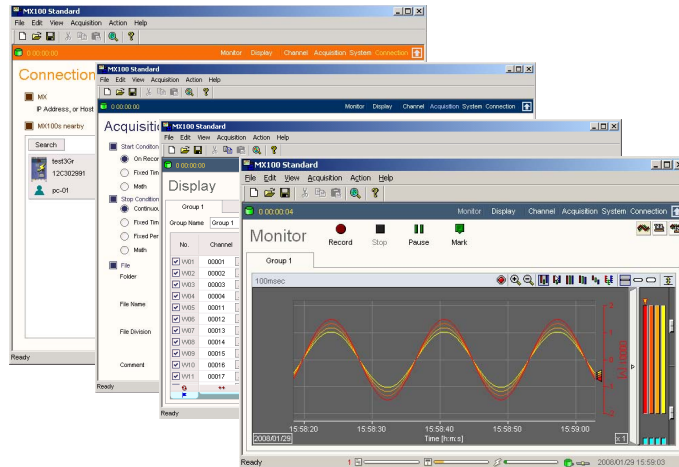 MX100 Standard
File Edit View Acquisition Action Help
0 00:00:00 Monitor Display Channel Acquisition System Connection
Connection
MX
IP Address, or Host
MX100s nearby
Search
test3Gr
12C302991
pc-01
Ready
MX100 Standard
File Edit View Acquisition Action Help
0 00:00:00 Monitor Display Channel Acquisition System Connection
Start Condition
On Recor
Fixed Tim
Math
Stop Condition
Continuou
Fixed Tim
Fixed Per
Math
File
Folder
File Name
File Division
Comment
Ready
MX100 Standard
File Edit View Acquisition Action Help
0 00:00:00
Display
Group 1
Group Name Group 1
No. Channel
W01 00001
W02 00002
W03 00003
W04 00004
W05 00011
W06 00012
W07 00013
W08 00014
W09 00015
W10 00016
W11 00017
**
Ready
MX100 Standard
File Edit View Acquisition Action Help
0 00:00:04 Monitor Display Channel Acquisition System Connection
Monitor Record Stop Pause Mark
Group 1
100msec
2
1
0
-1
-2
00001 [V]
15:58:20 15:58:30 15:58:40 15:58:50 15:59:00
2008/01/29 Time [h:m:s] x 1
Ready 1 2008/01/29 15:59:03